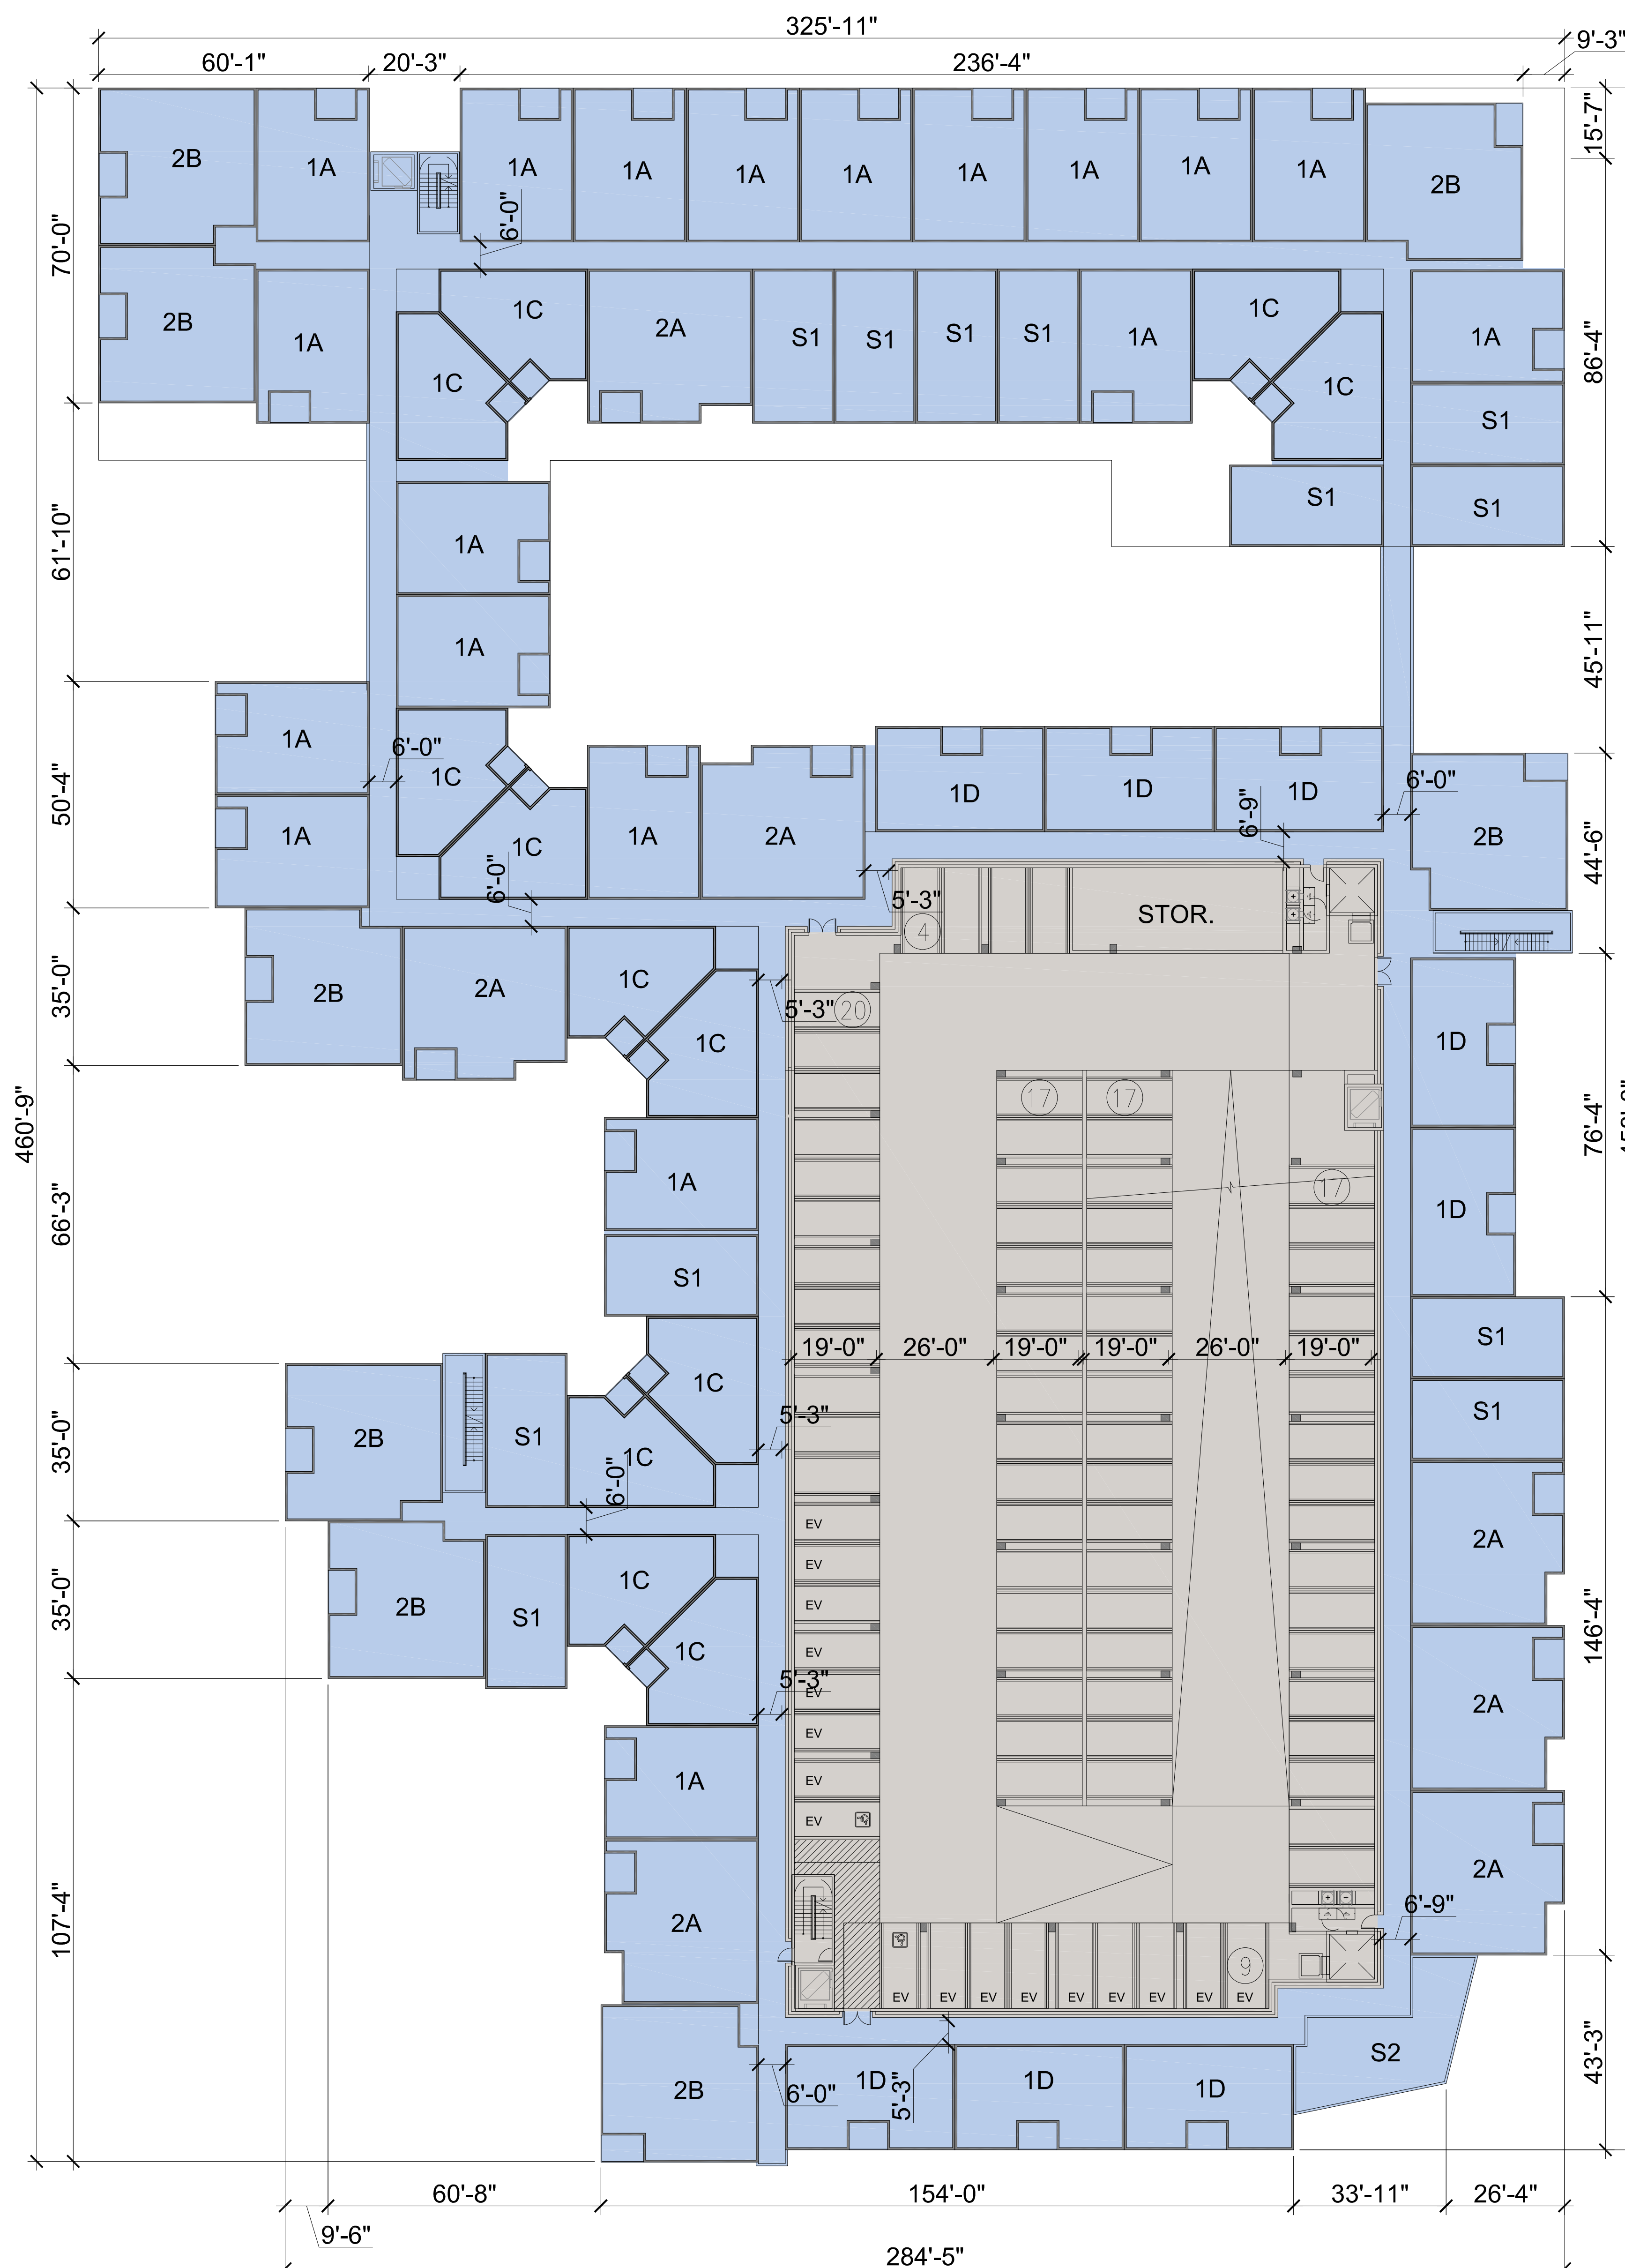 325'-11"
9'-3"
60'-1"
20'-3"
236'-4"
15'-7"
2B
1A
1A
1A
1A
1A
1A
1A
1A
1A
2B
6'-0"
70'-0"
2B
1A
1C
1C
2A
S1
S1
S1
S1
1A
1C
1C
1A
86'-4"
S1
S1
S1
61'-10"
1A
1A
45'-11"
1A
6'-0"
1C
1D
1D
1D
6'-0"
50'-4"
1A
1C
1A
2A
6'-9"
2B
44'-6"
6'-0"
5'-3"
4
STOR.
35'-0"
2B
2A
1C
1C
5'-3"
20
1D
460'-9"
17
17
76'-4"
66'-3"
1A
17
1D
S1
19'-0"
26'-0"
19'-0"
19'-0"
26'-0"
19'-0"
S1
1C
5'-3"
S1
35'-0"
2B
S1
1C
6'-0"
EV
2A
EV
1C
35'-0"
2B
S1
EV
146'-4"
1C
EV
5'-3"
EV
2A
EV
1A
EV
EV
2A
107'-4"
6'-9"
2A
9
EV
EV
EV
EV
EV
EV
EV
EV
EV
S2
43'-3"
2B
6'-0"
1D
5'-3"
1D
1D
60'-8"
154'-0"
33'-11"
26'-4"
9'-6"
284'-5"